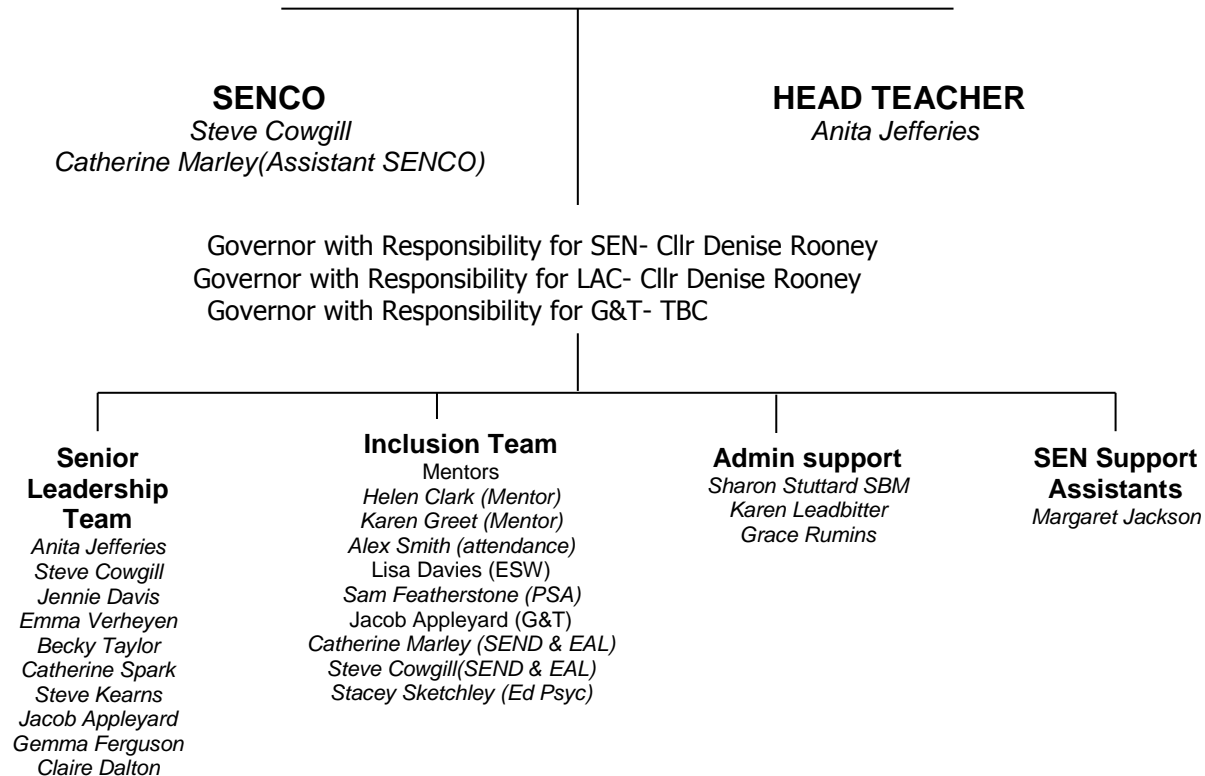 SENCO
Steve Cowgill
Catherine Marley(Assistant SENCO)
HEAD TEACHER
Anita Jefferies
Governor with Responsibility for SEN- Cllr Denise Rooney
Governor with Responsibility for LAC- Cllr Denise Rooney
Governor with Responsibility for G&T- TBC
Senior
Leadership
Team
Anita Jefferies
Steve Cowgill
Jennie Davis
Emma Verheyen
Becky Taylor
Catherine Spark
Steve Kearns
Jacob Appleyard
Gemma Ferguson
Claire Dalton
Inclusion Team
Mentors
Helen Clark (Mentor)
Karen Greet (Mentor)
Alex Smith (attendance)
Lisa Davies (ESW)
Sam Featherstone (PSA)
Jacob Appleyard (G&T)
Catherine Marley (SEND & EAL)
Steve Cowgill(SEND & EAL)
Stacey Sketchley (Ed Psyc)
Admin support
Sharon Stuttard SBM
Karen Leadbitter
Grace Rumins
SEN Support
Assistants
Margaret Jackson